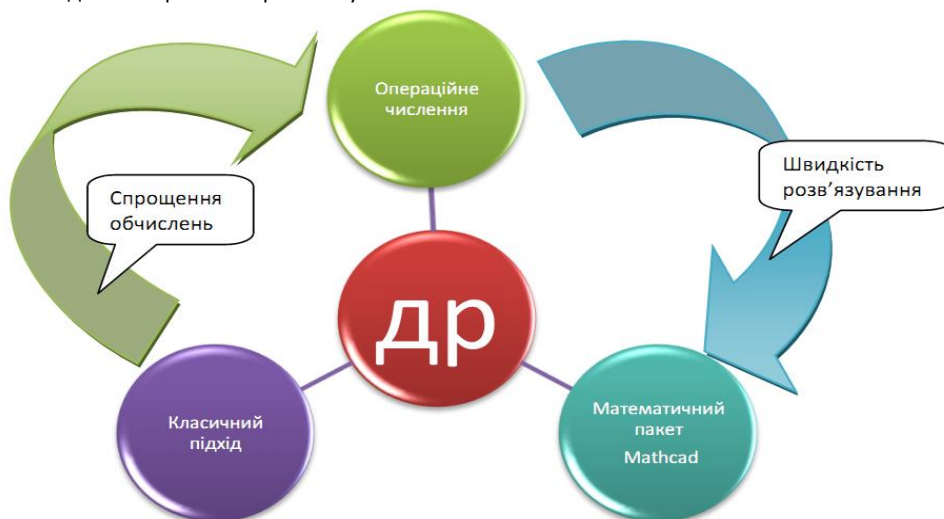 Операційне
числення
Швидкість
розв’язування
Спрощення
обчислень
др
Класичний
підхід
Математичний
пакет
Mathcad